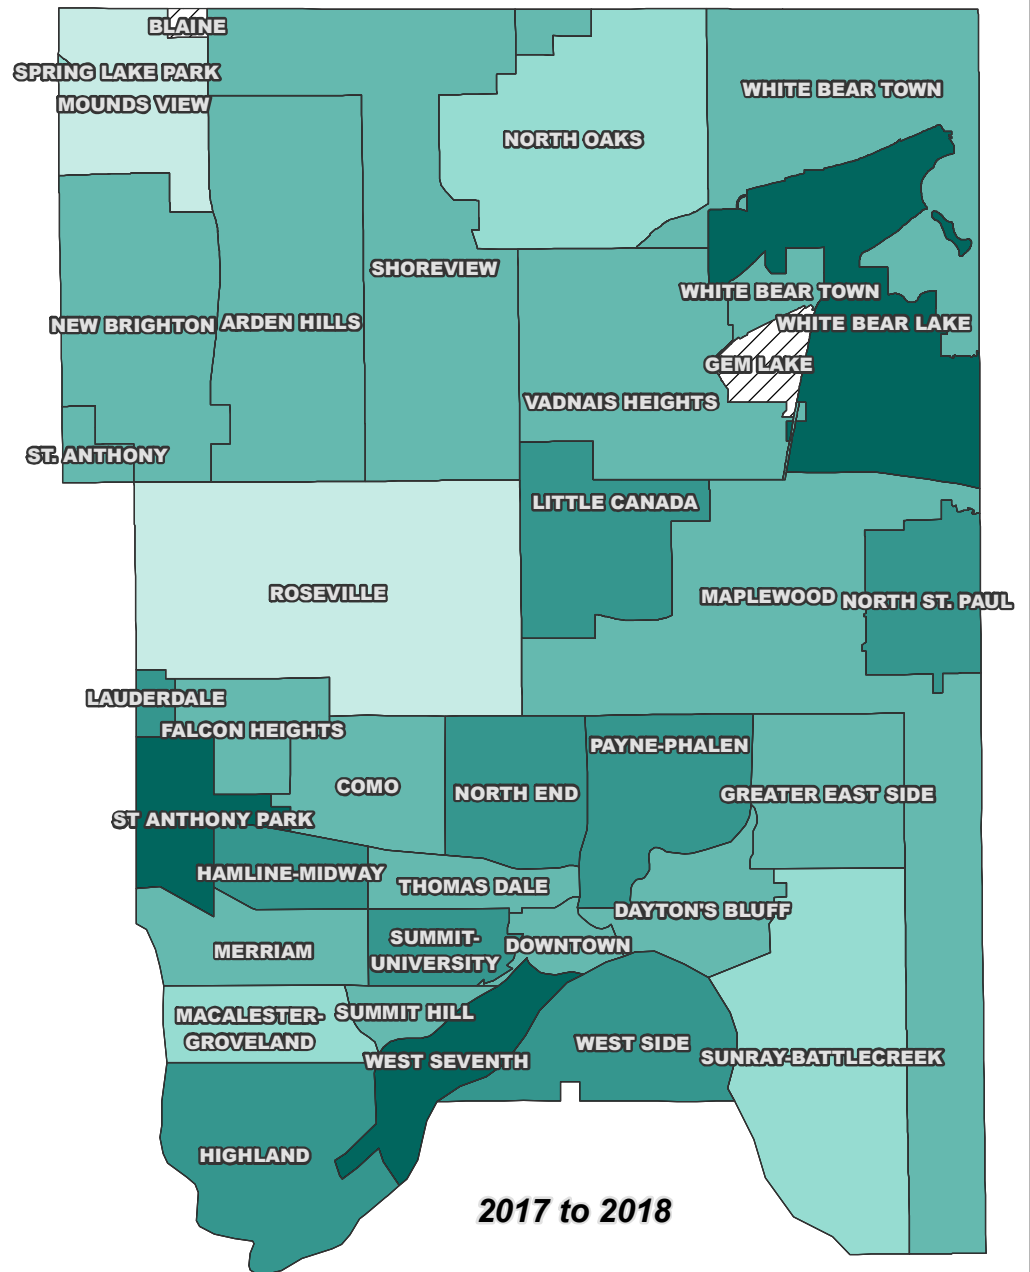 BLAINE
SPRING LAKE PARK
WHITE BEAR TOWN
MOUNDS VIEW
NORTH OAKS
SHOREVIEW
WHITE BEAR TOWN
NEW BRIGHTON
ARDEN HILLS
WHITE BEAR LAKE
GEM LAKE
VADNAIS HEIGHTS
ST. ANTHONY
LITTLE CANADA
ROSEVILLE
MAPLEWOOD
NORTH ST. PAUL
LAUDERDALE
FALCON HEIGHTS
PAYNE-PHALEN
COMO
NORTH END
GREATER EAST SIDE
ST ANTHONY PARK
HAMLINE-MIDWAY
THOMAS DALE
DAYTON'S BLUFF
SUMMIT-
UNIVERSITY
DOWNTOWN
MERRIAM
MACALESTER-
GROVELAND
SUMMIT HILL
WEST SIDE
WEST SEVENTH
SUNRAY-BATTLECREEK
HIGHLAND
2017 to 2018